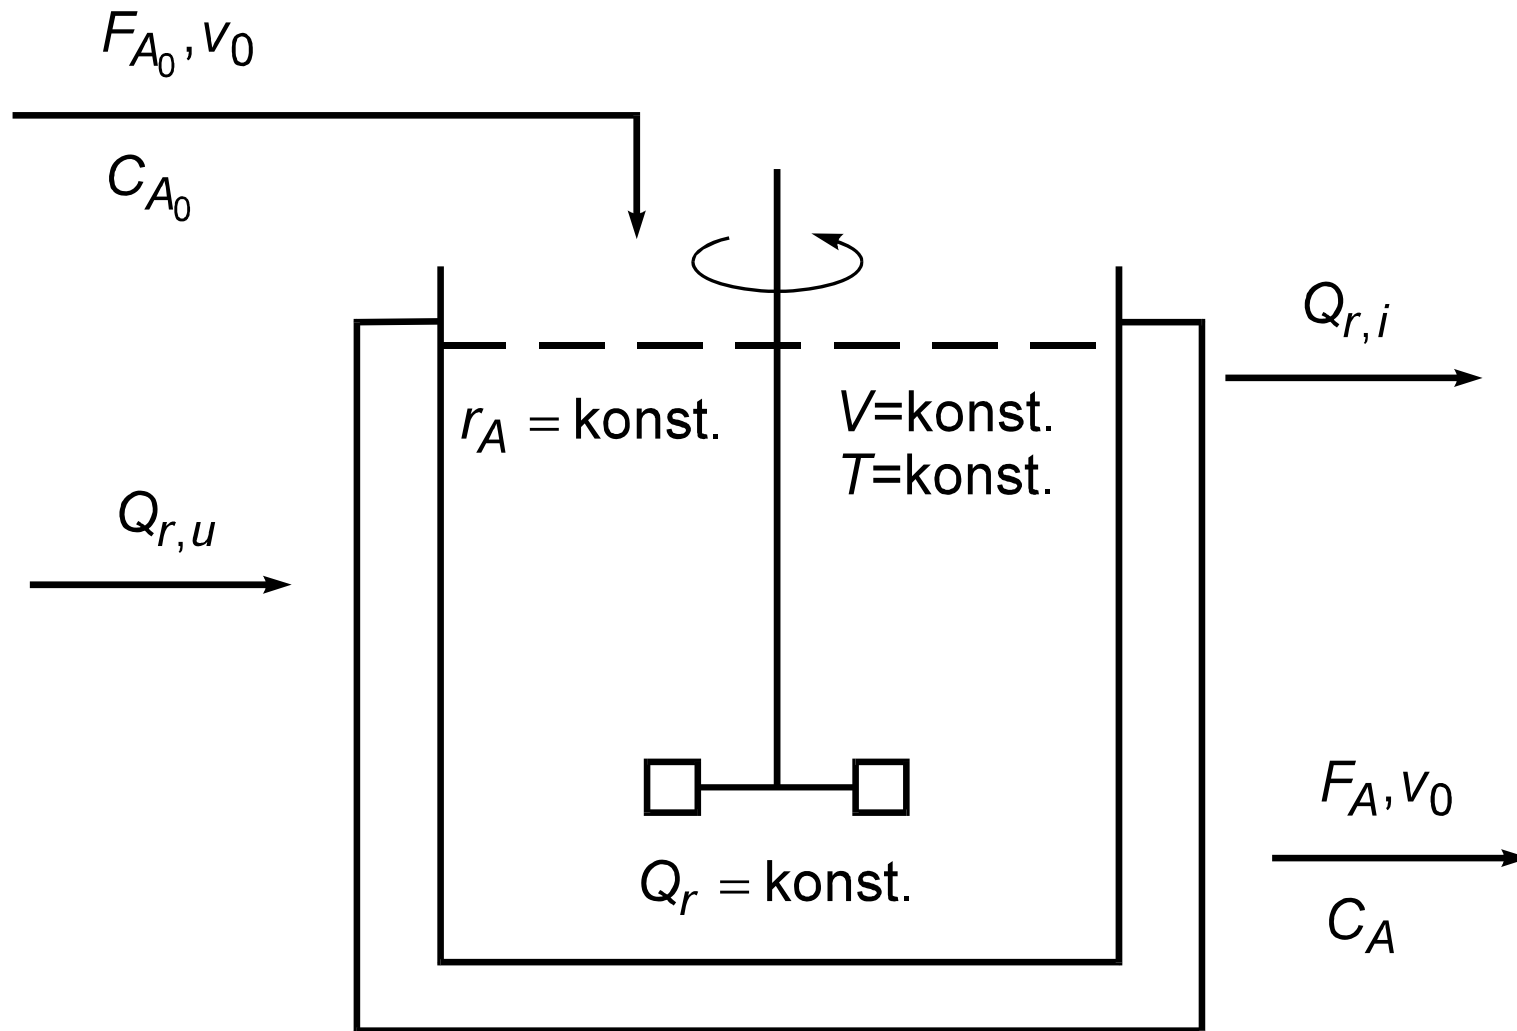 F_{A_0}, v_0
C_{A_0}
Q_{r,i}
r_A = konst.
V=konst.
T=konst.
Q_{r,u}
F_A, v_0
Q_r = konst.
C_A